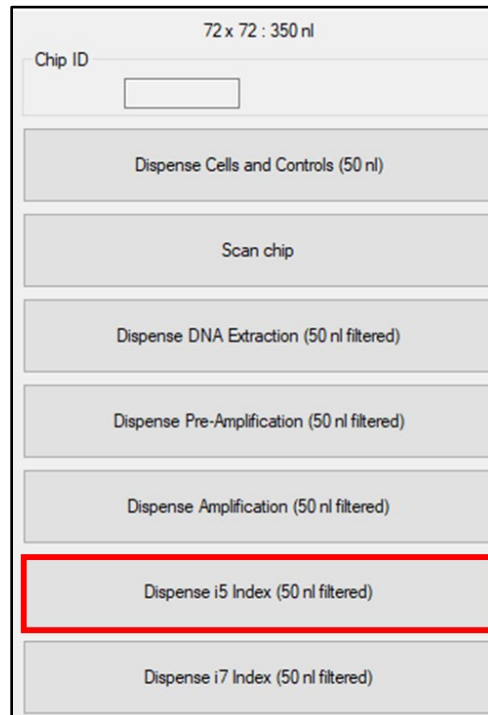 72 x 72 : 350 nl
Chip ID
Dispense Cells and Controls (50 nl)
Scan chip
Dispense DNA Extraction (50 nl filtered)
Dispense Pre-Amplification (50 nl filtered)
Dispense Amplification (50 nl filtered)
Dispense i5 Index (50 nl filtered)
Dispense i7 Index (50 nl filtered)